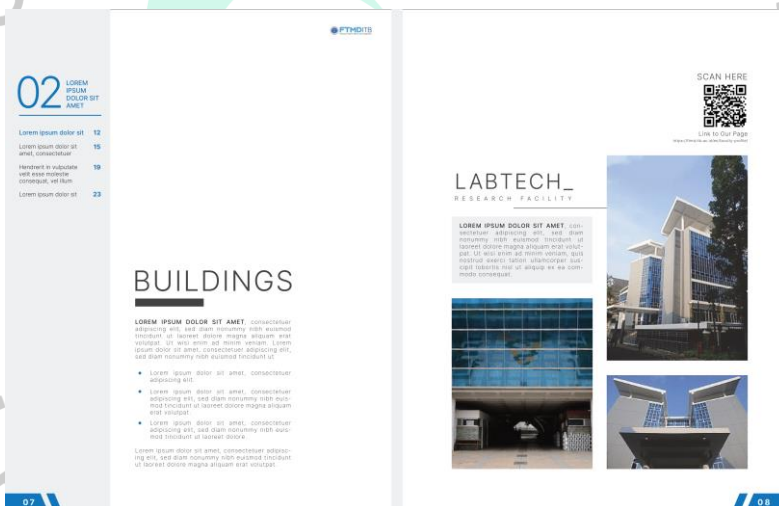 FTMDITB
02
LOREM
IPSUM
DOLOR SIT
AMET
Lorem ipsum dolor sit 12
Lorem ipsum dolor sit 15
amet, consectetuer
Hendrerit in vulputate 19
velit esse molestie
consequat, vel illum
Lorem ipsum dolor sit 23
BUILDINGS
LOREM IPSUM DOLOR SIT AMET, consectetuer
adipiscing elit, sed diam nonummy nibh euismod
tincidunt ut laoreet dolore magna aliquam erat
volutpat. Ut wisi enim ad minim veniam. Lorem
ipsum dolor sit amet, consectetuer adipiscing elit,
sed diam nonummy nibh euismod tincidunt ut
Lorem ipsum dolor sit amet, consectetuer
adipiscing elit.
Lorem ipsum dolor sit amet, consectetuer
adipiscing elit, sed diam nonummy nibh euis-
mod tincidunt ut laoreet dolore magna aliquam
erat volutpat.
Lorem ipsum dolor sit amet, consectetuer
adipiscing elit, sed diam nonummy nibh euis-
mod tincidunt ut laoreet dolore.
Lorem ipsum dolor sit amet, consectetuer adipisc-
ing elit, sed diam nonummy nibh euismod tincidunt
ut laoreet dolore magna aliquam erat volutpat.
07
SCAN HERE
Link to Our Page
LABTECH_
RESEARCH FACILITY
LOREM IPSUM DOLOR SIT AMET, con-
sectetuer adipiscing elit, sed diam
nonummy nibh euismod tincidunt ut
laoreet dolore magna aliquam erat volut-
pat. Ut wisi enim ad minim veniam, quis
nostrud exerci tation ullamcorper sus-
cipit lobortis nisl ut aliquip ex ea com-
modo consequat.
08